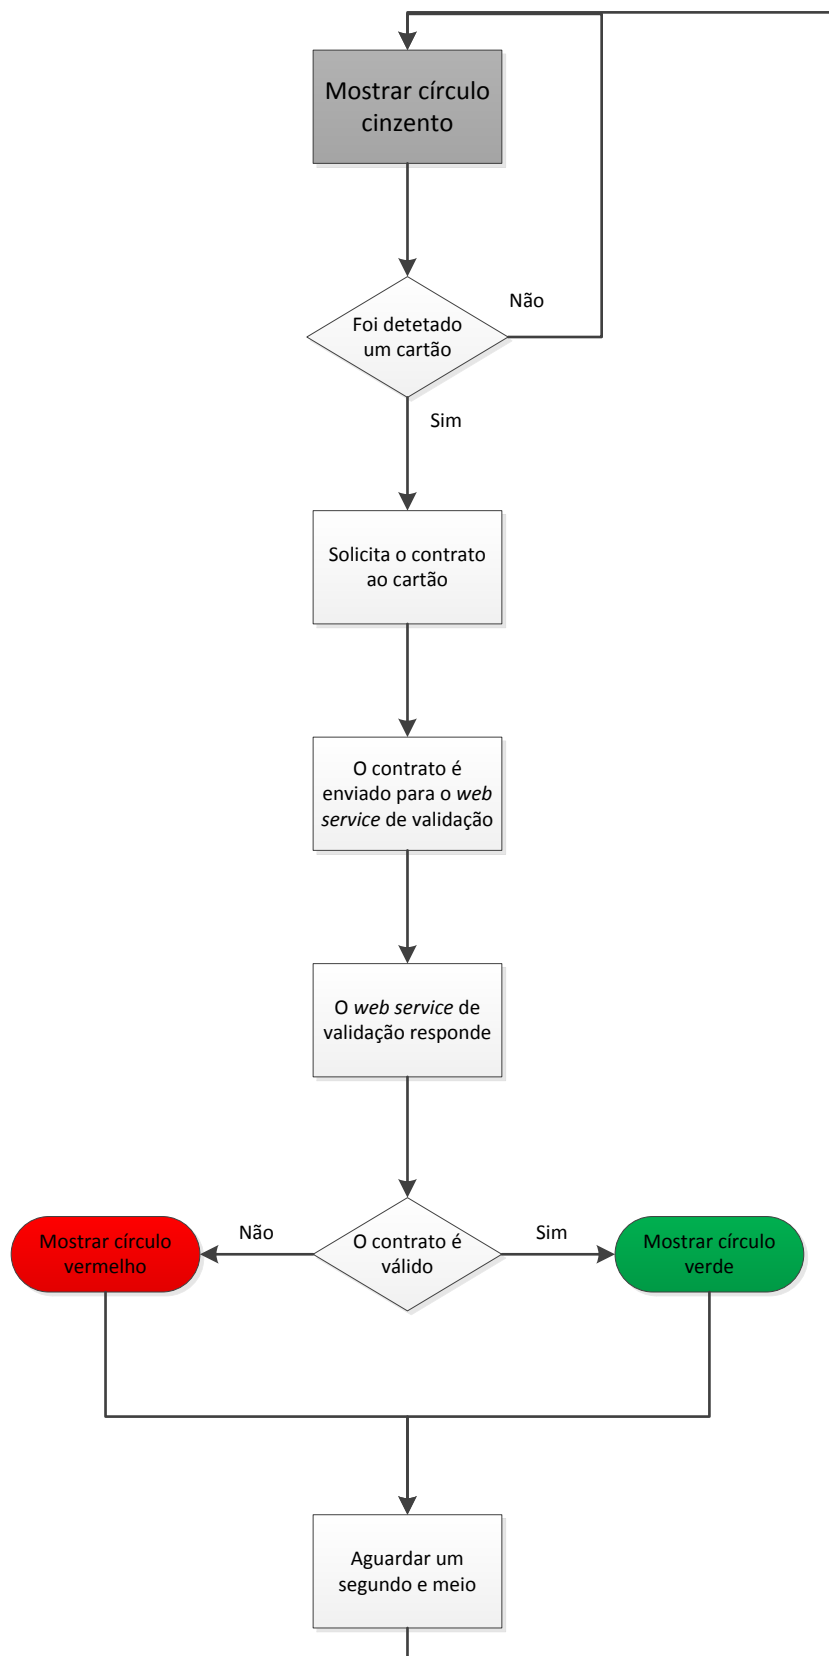 Mostrar círculo
cinzento
Foi detetado
um cartão
Não
Sim
Solicita o contrato
ao cartão
O contrato é
enviado para o web
service de validação
O web service de
validação responde
Mostrar círculo
vermelho
Não
O contrato é
válido
Sim
Mostrar círculo
verde
Aguardar um
segundo e meio